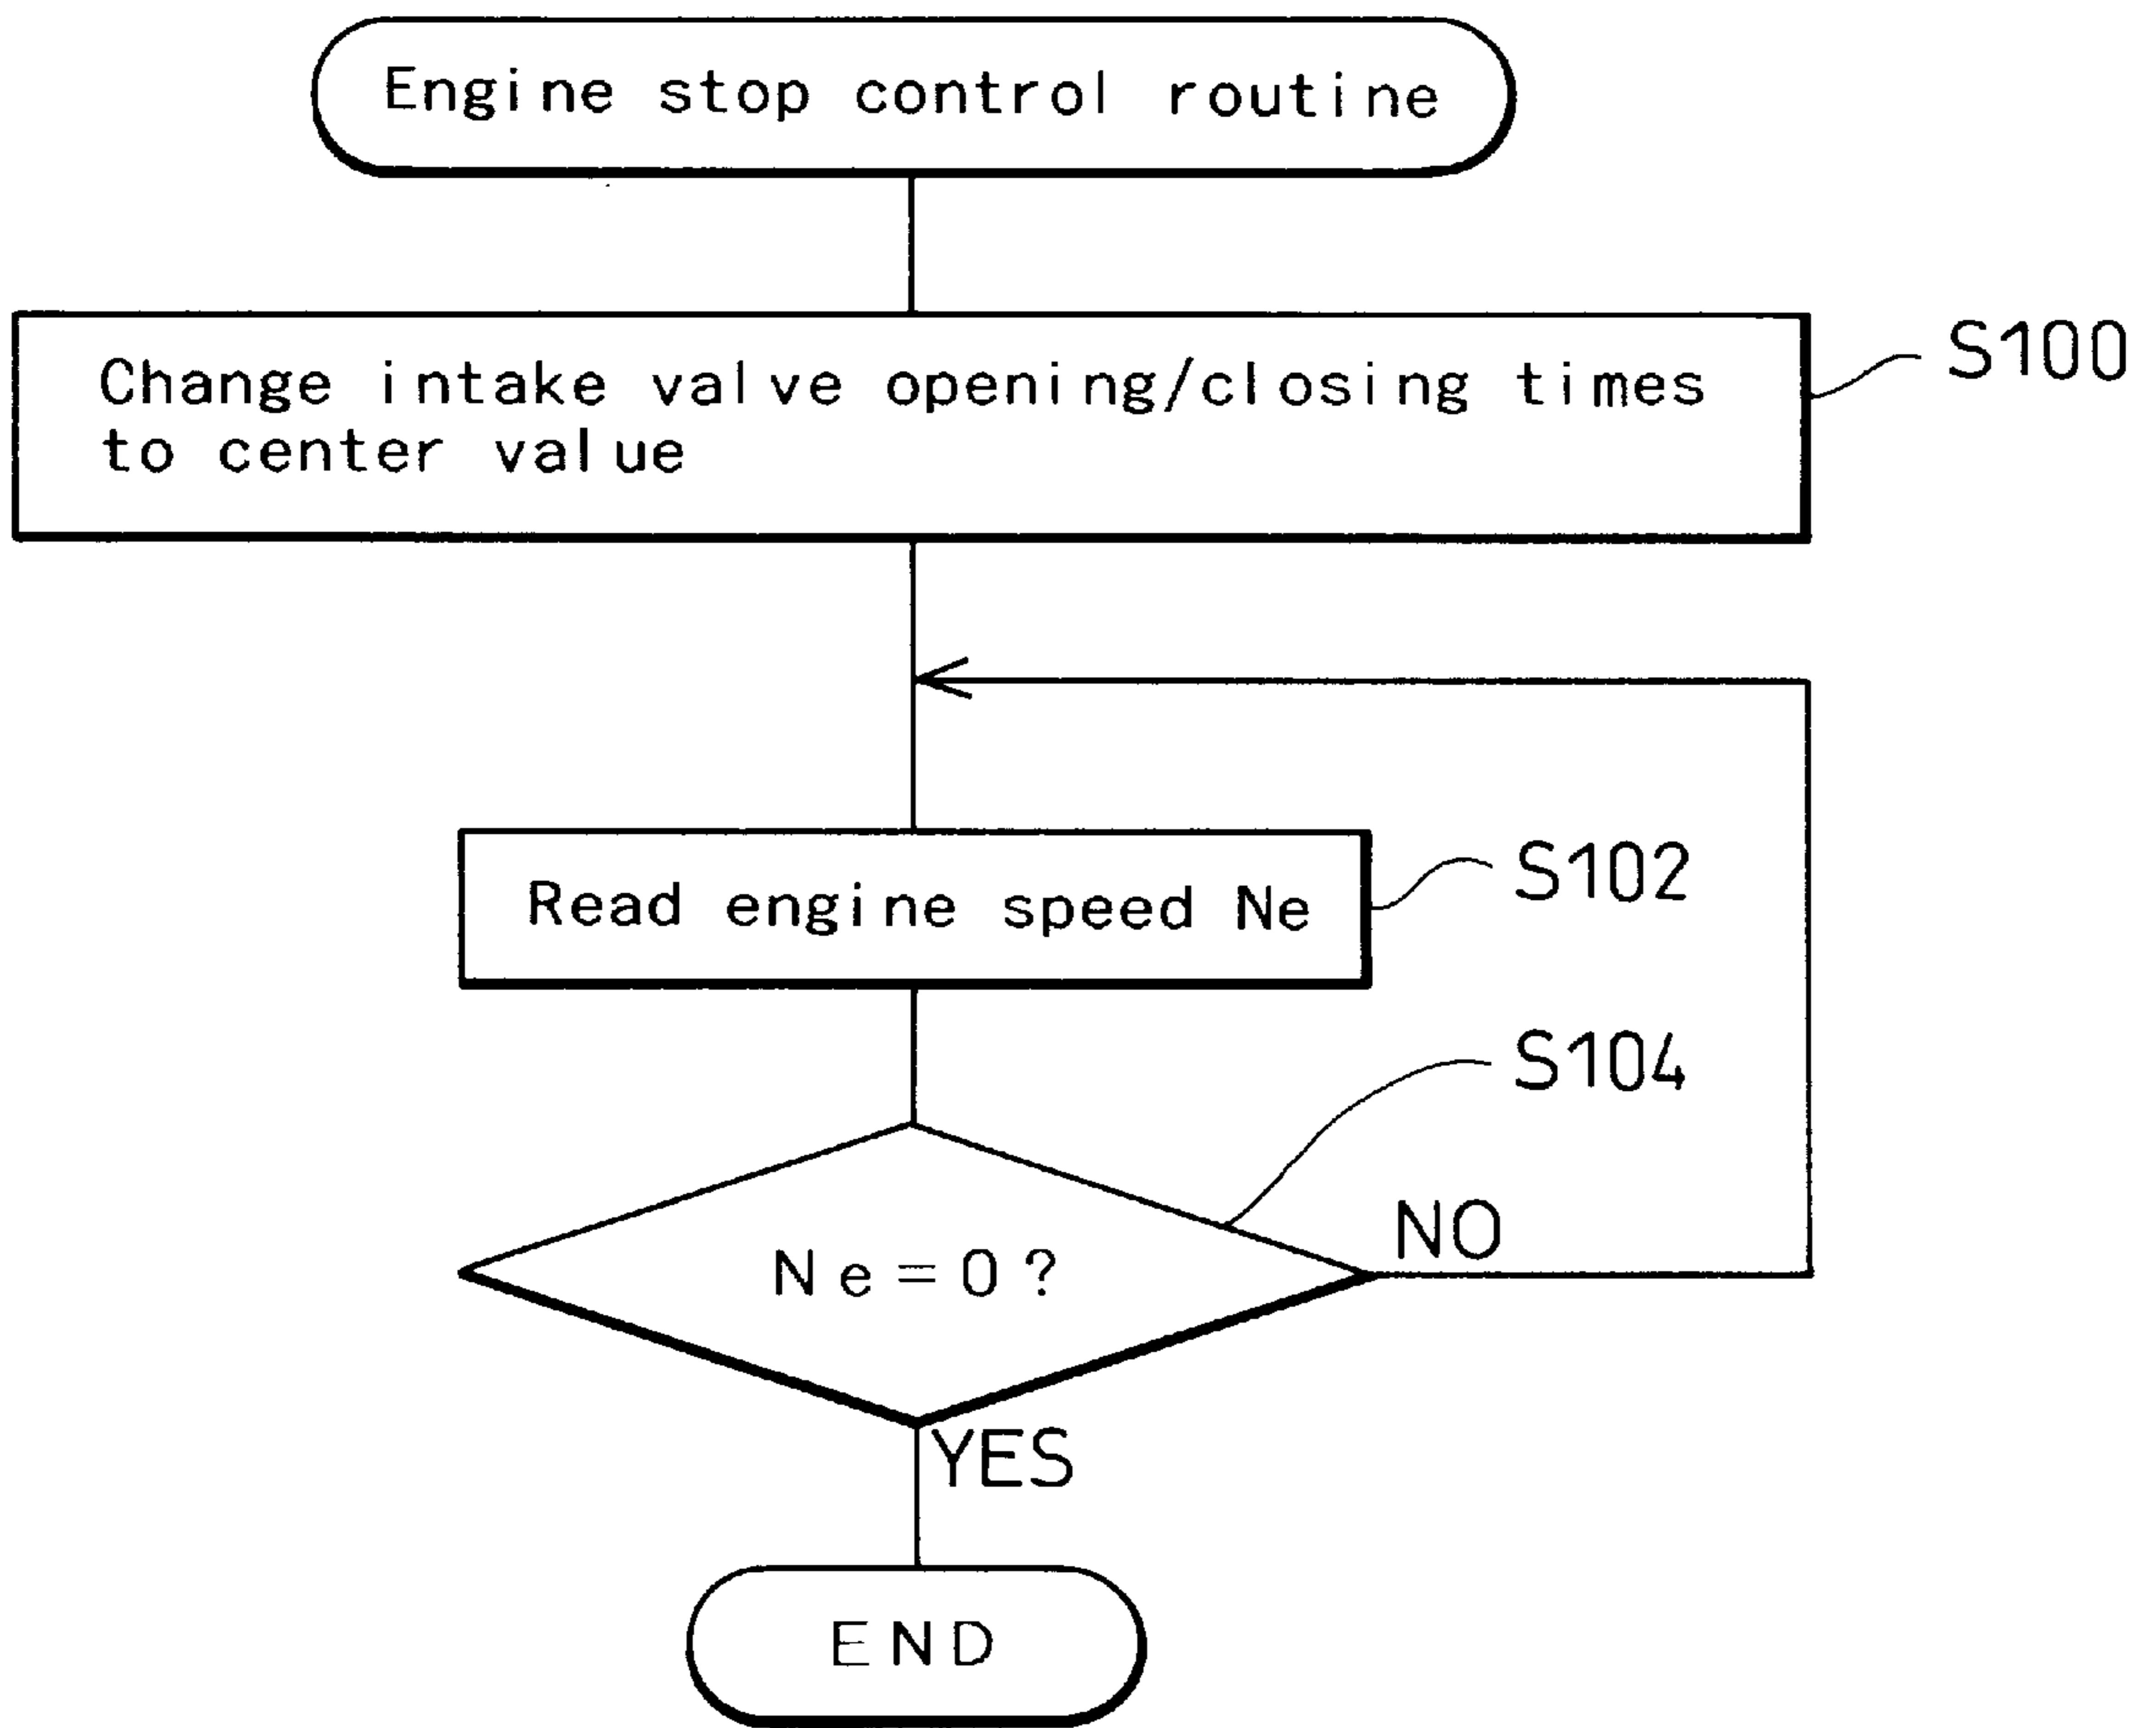 Engine stop control routine
Change intake valve opening/closing times
to center value
S100
Read engine speed Ne
S102
S104
Ne=0?
NO
YES
END